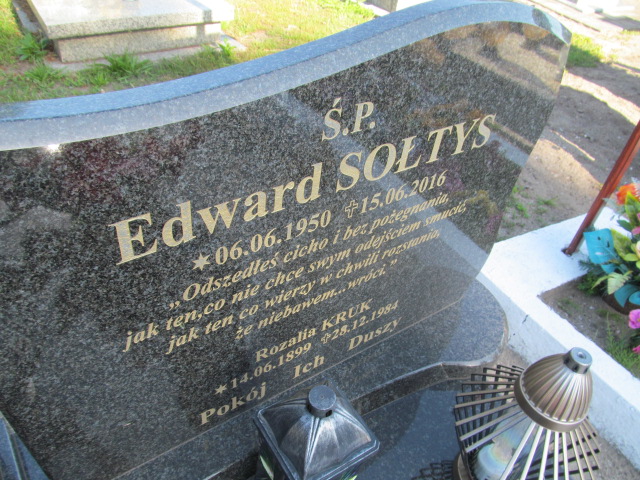 Ś.P.
Edward SOŁTYS
★06.06.1950 ✝15.06.2016
„Odszedłeś cicho i bez pożegnania,
jak ten,co nie chce swym odejściem smucić,
jak ten co wierzy w chwili rozstania,
że niebawem...wróci."
Rozalia KRUK
★14.06.1899 ✝28.12.1984
Pokój Ich Duszy